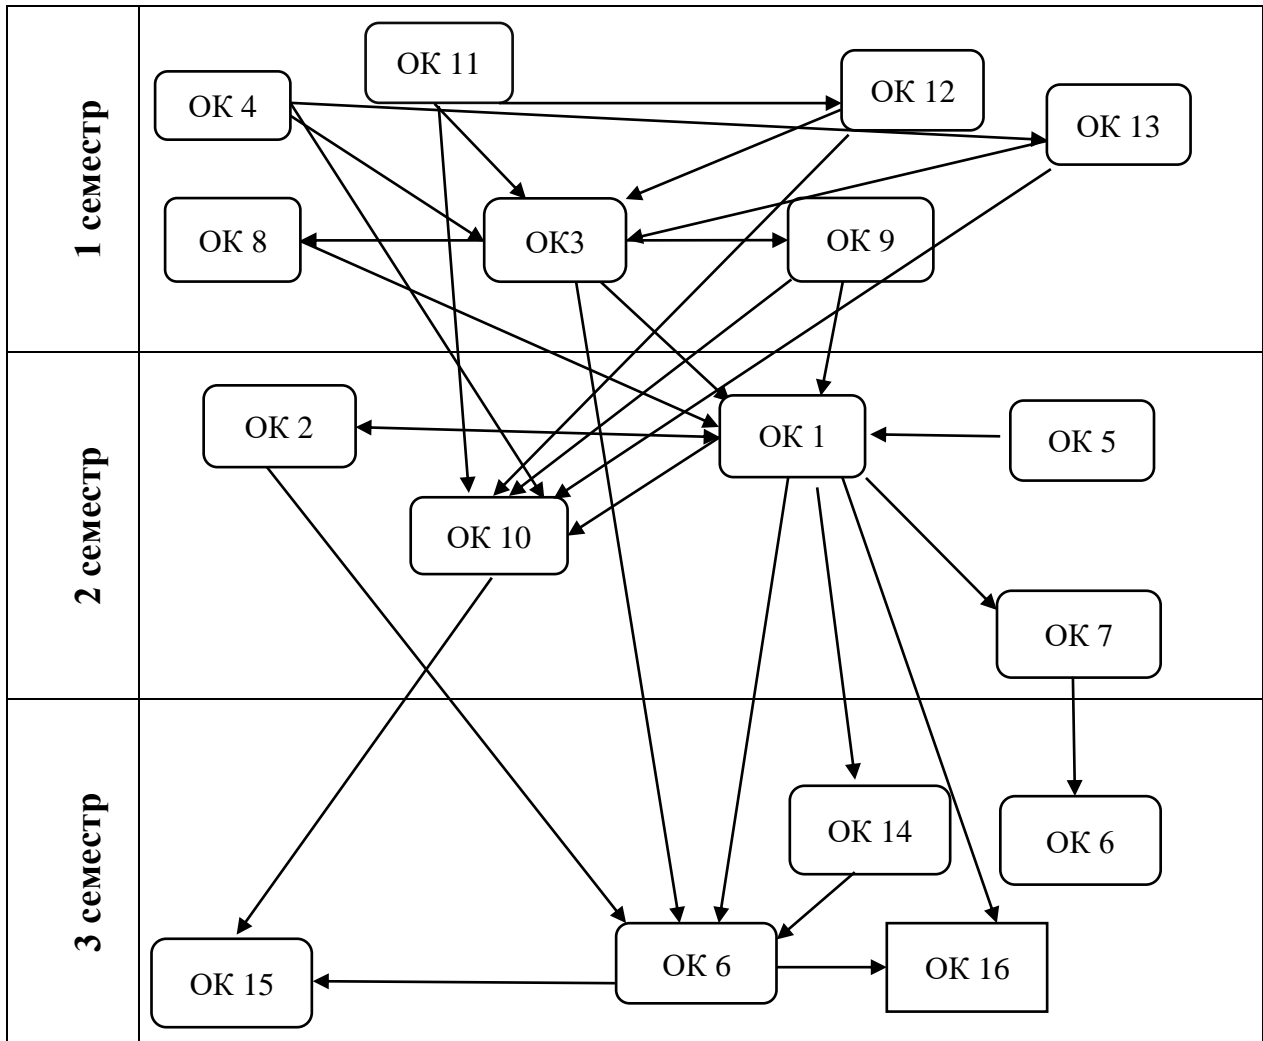 1 семестр
ОК 11
ОК 12
ОК 4
ОК 13
ОК 8
ОК3
ОК 9
2 семестр
ОК 2
ОК 1
ОК 5
ОК 10
ОК 7
3 семестр
ОК 14
ОК 6
ОК 6
ОК 16
ОК 15